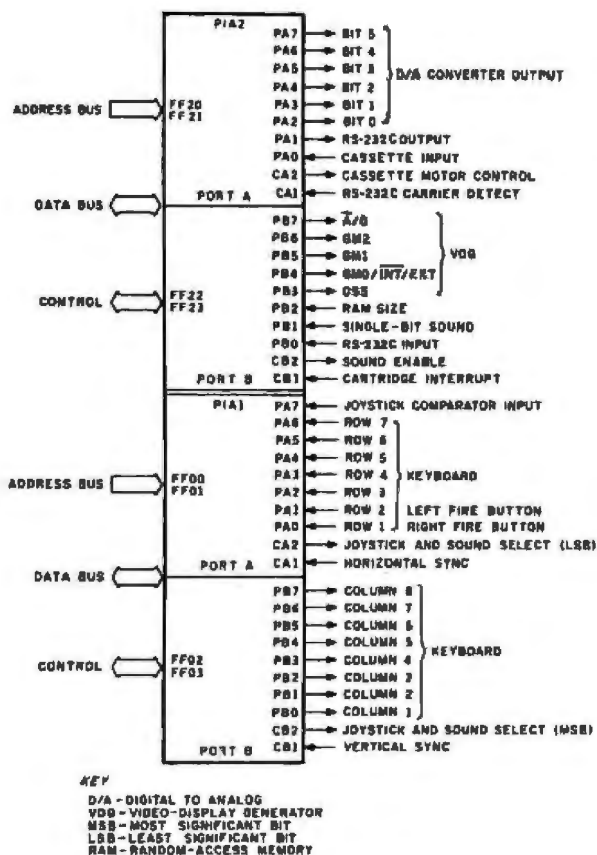 PIA2
PA7 BIT 5
PA6 BIT 4
PA5 BIT 3
PA4 BIT 2
PA3 BIT 1
PA2 BIT 0
D/A CONVERTER OUTPUT
ADDRESS BUS FF20
FF21
PA1 RS-232C OUTPUT
PA0 CASSETTE INPUT
CA2 CASSETTE MOTOR CONTROL
CA1 RS-232C CARRIER DETECT
DATA BUS
PORT A
PB7 A̅/G
PB6 GM2
PB5 GM1
PB4 GM0/I̅N̅T̅/EXT
PB3 CSS
VDG
CONTROL FF22
FF23
PB2 RAM SIZE
PB1 SINGLE-BIT SOUND
PB0 RS-232C INPUT
CB2 SOUND ENABLE
PORT B CB1 CARTRIDGE INTERRUPT
PIA1
PA7 JOYSTICK COMPARATOR INPUT
PA6 ROW 7
PA5 ROW 6
PA4 ROW 5
PA3 ROW 4
PA2 ROW 3
PA1 ROW 2 LEFT FIRE BUTTON
PA0 ROW 1 RIGHT FIRE BUTTON
KEYBOARD
ADDRESS BUS FF00
FF01
CA2 JOYSTICK AND SOUND SELECT (LSB)
PORT A CA1 HORIZONTAL SYNC
DATA BUS
PB7 COLUMN 8
PB6 COLUMN 7
PB5 COLUMN 6
PB4 COLUMN 5
PB3 COLUMN 4
PB2 COLUMN 3
PB1 COLUMN 2
PB0 COLUMN 1
KEYBOARD
CONTROL FF02
FF03
CB2 JOYSTICK AND SOUND SELECT (MSB)
PORT B CB1 VERTICAL SYNC
KEY
D/A - DIGITAL TO ANALOG
VDG - VIDEO-DISPLAY GENERATOR
MSB - MOST SIGNIFICANT BIT
LSB - LEAST SIGNIFICANT BIT
RAM - RANDOM-ACCESS MEMORY